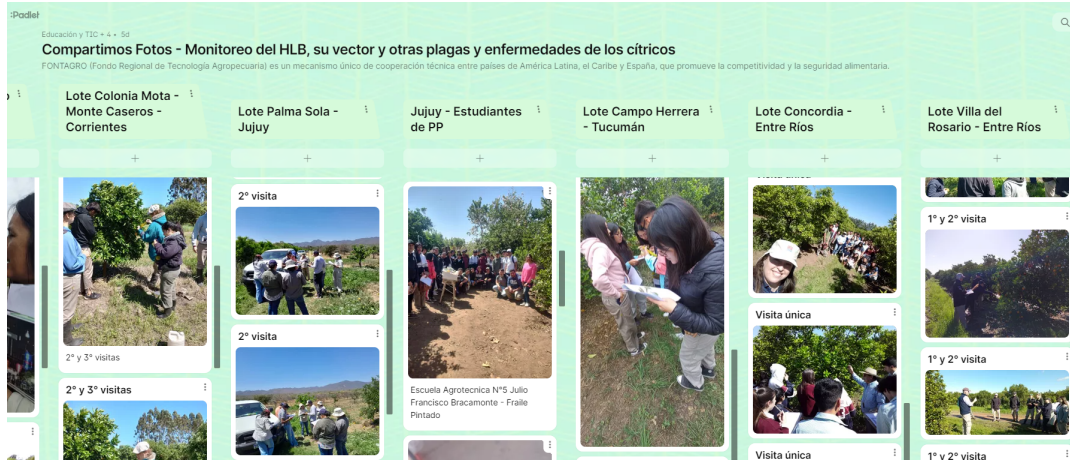 :Padlet
Educación y TIC + 4 • 5d
Compartimos Fotos - Monitoreo del HLB, su vector y otras plagas y enfermedades de los cítricos
FONTAGRO (Fondo Regional de Tecnología Agropecuaria) es un mecanismo único de cooperación técnica entre países de América Latina, el Caribe y España, que promueve la competitividad y la seguridad alimentaria.
Lote Colonia Mota -
Monte Caseros -
Corrientes
2° y 3° visitas
2° y 3° visitas
Lote Palma Sola -
Jujuy
2° visita
2° visita
Jujuy - Estudiantes
de PP
Escuela Agrotecnica N°5 Julio
Francisco Bracamonte - Fraile
Pintado
Lote Campo Herrera
- Tucumán
Lote Concordia -
Entre Ríos
Visita única
Visita única
Visita única
Lote Villa del
Rosario - Entre Ríos
1° y 2° visita
1° y 2° visita
1° y 2° visita